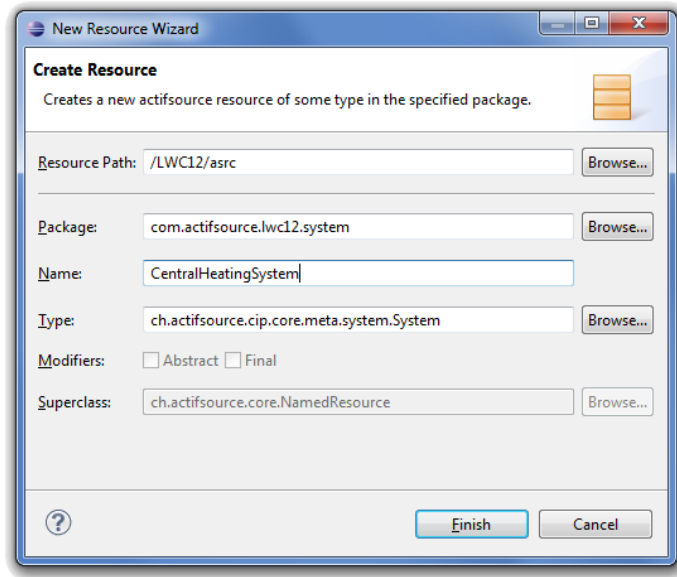 New Resource Wizard
Create Resource
Creates a new actifsource resource of some type in the specified package.
Resource Path: /LWC12/asrc Browse...
Package: com.actifsource.lwc12.system Browse...
Name: CentralHeatingSystem
Type: ch.actifsource.cip.core.meta.system.System Browse...
Modifiers: Abstract Final
Superclass: ch.actifsource.core.NamedResource Browse...
? Finish Cancel